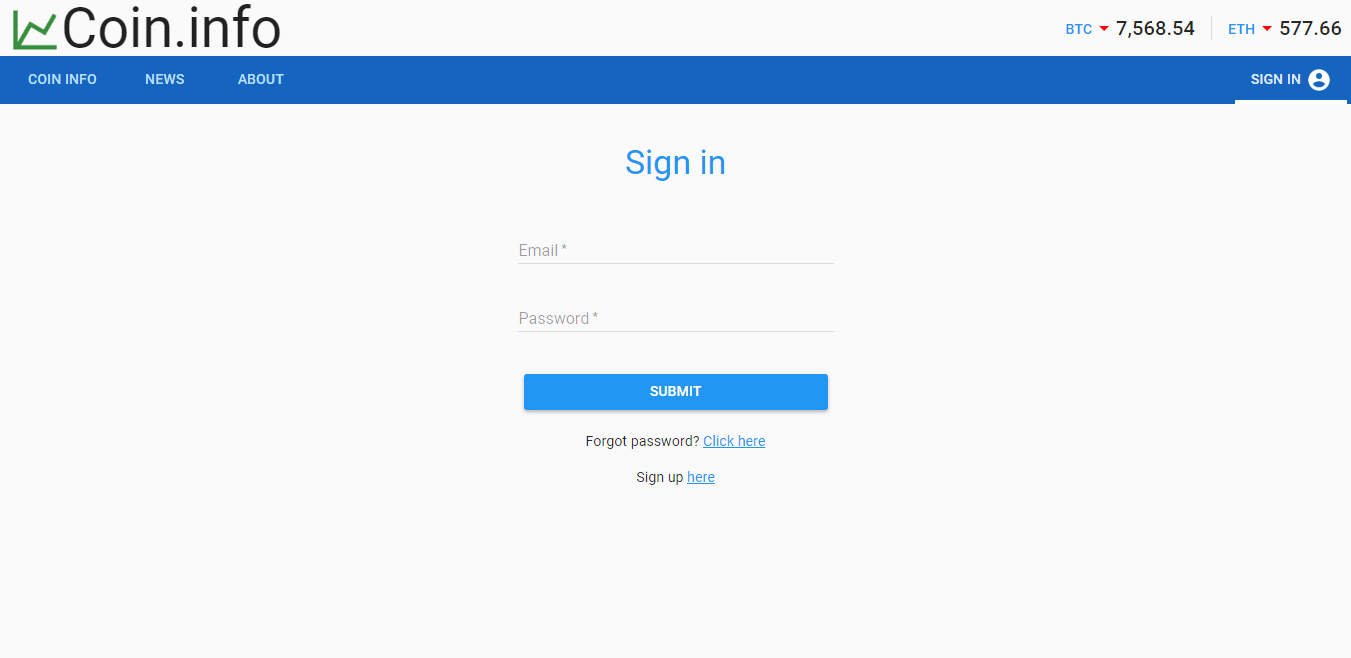 Coin.info
BTC 7,568.54 ETH 577.66
COIN INFO NEWS ABOUT SIGN IN
Sign in
Email *
Password *
SUBMIT
Forgot password? Click here
Sign up here